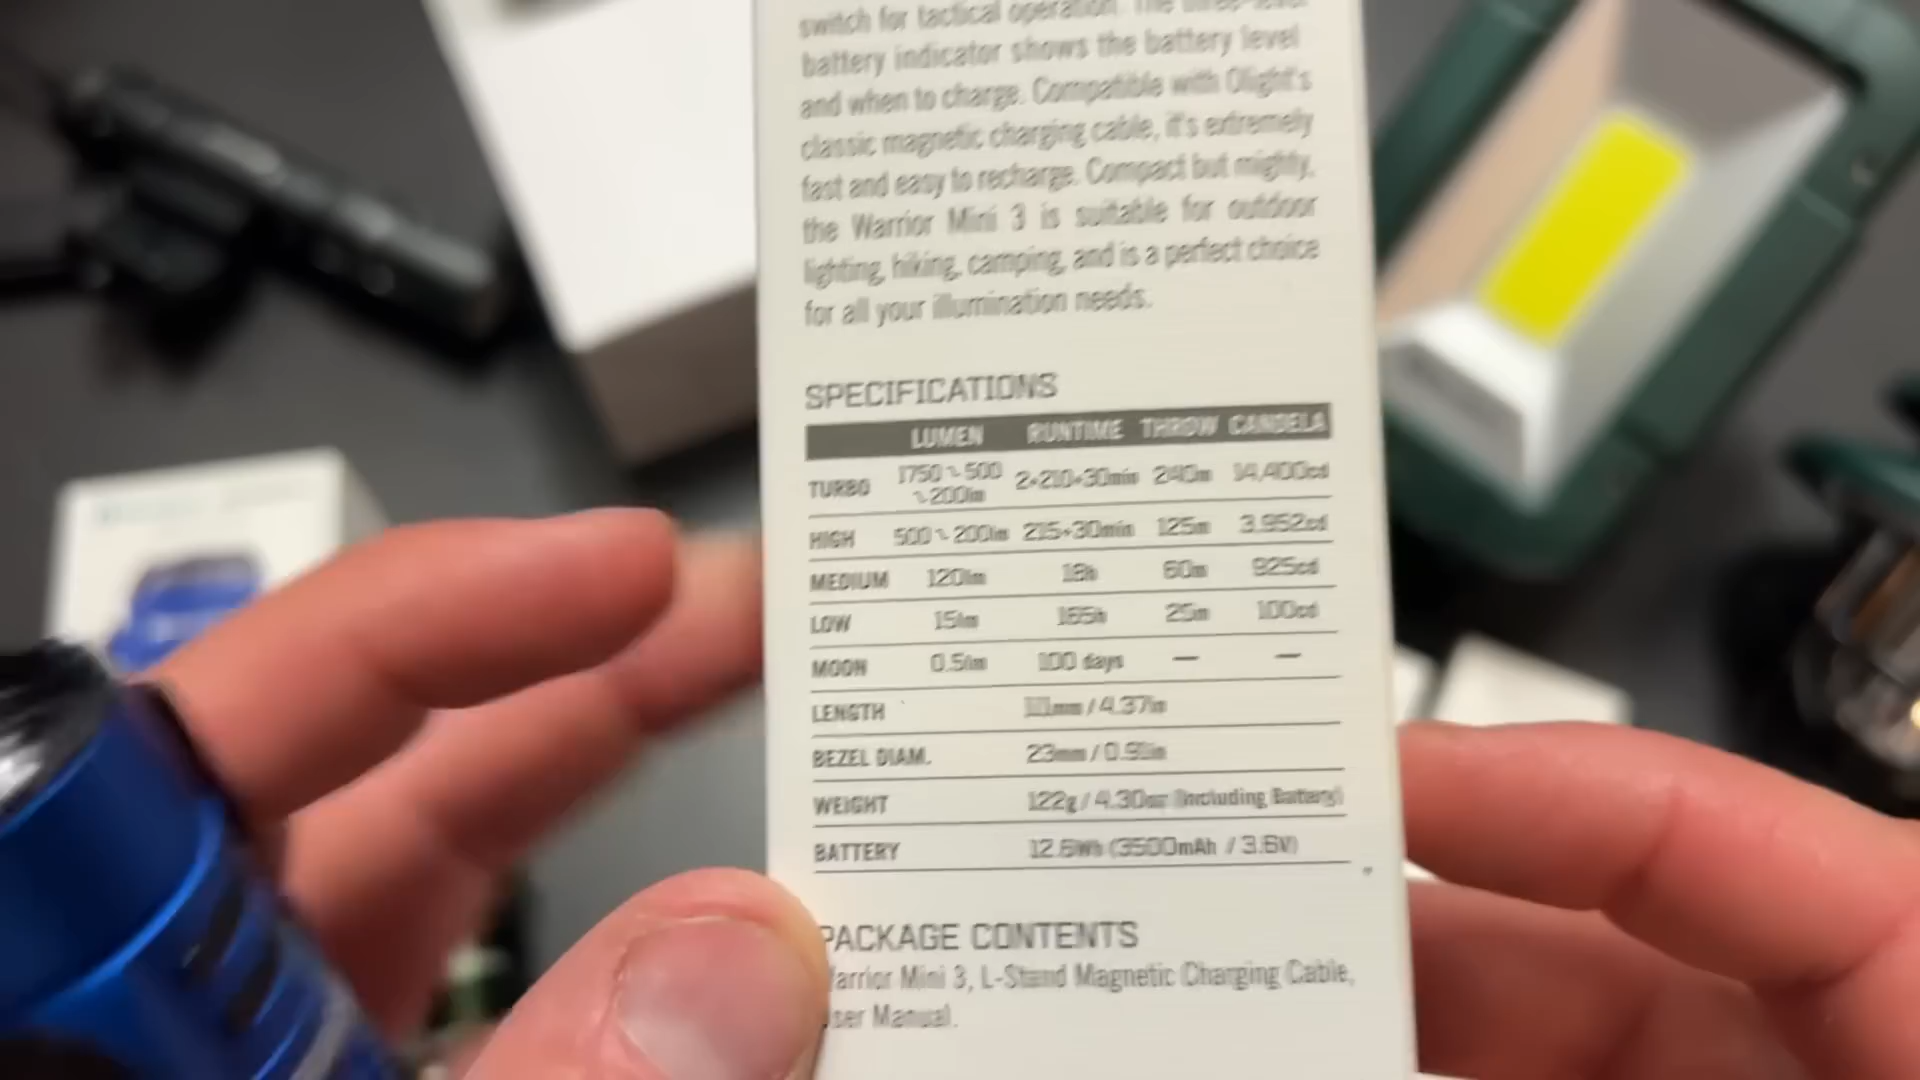 switch for tactical operation. The three-level
battery indicator shows the battery level
and when to charge. Compatible with Olight's
classic magnetic charging cable, it's extremely
fast and easy to recharge. Compact but mighty,
the Warrior Mini 3 is suitable for outdoor
lighting, hiking, camping, and is a perfect choice
for all your illumination needs.
SPECIFICATIONS
LUMEN RUNTIME THROW CANDELA
TURBO 1750~500~200lm 2+210+30min 240m 14,400cd
HIGH 500~200lm 215+30min 125m 3,952cd
MEDIUM 120lm 18h 60m 925cd
LOW 15lm 165h 25m 100cd
MOON 0.5lm 100 days — —
LENGTH 111mm / 4.37in
BEZEL DIAM. 23mm / 0.91in
WEIGHT 122g / 4.30oz (Including Battery)
BATTERY 12.6Wh (3500mAh / 3.6V)
PACKAGE CONTENTS
arrior Mini 3, L-Stand Magnetic Charging Cable,
ser Manual.